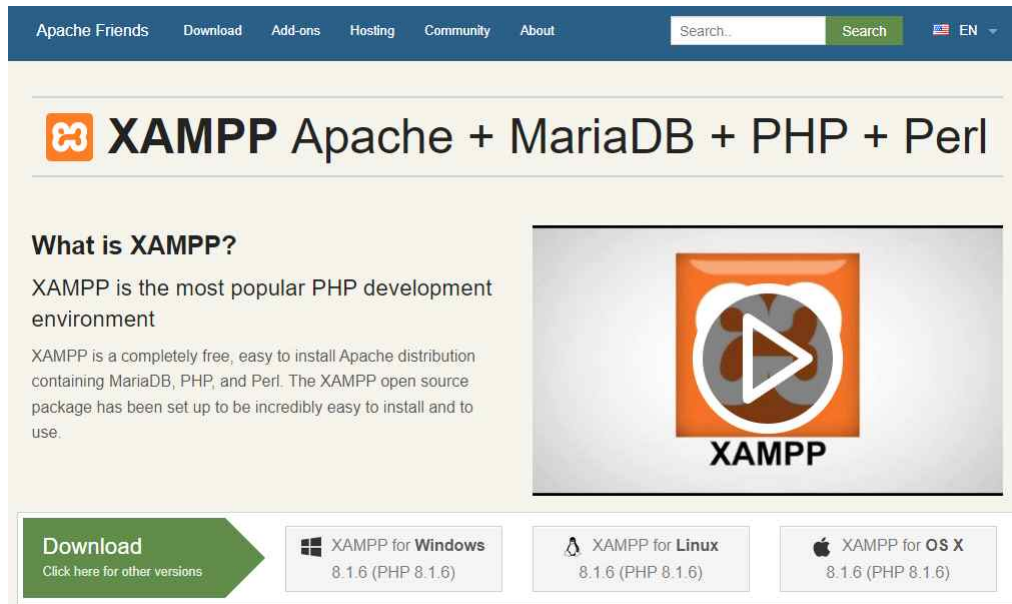 Apache Friends Download Add-ons Hosting Community About Search.. Search EN
XAMPP Apache + MariaDB + PHP + Perl
What is XAMPP?
XAMPP is the most popular PHP development
environment
XAMPP is a completely free, easy to install Apache distribution
containing MariaDB, PHP, and Perl. The XAMPP open source
package has been set up to be incredibly easy to install and to
use.
XAMPP
Download
Click here for other versions
XAMPP for Windows
8.1.6 (PHP 8.1.6)
XAMPP for Linux
8.1.6 (PHP 8.1.6)
XAMPP for OS X
8.1.6 (PHP 8.1.6)